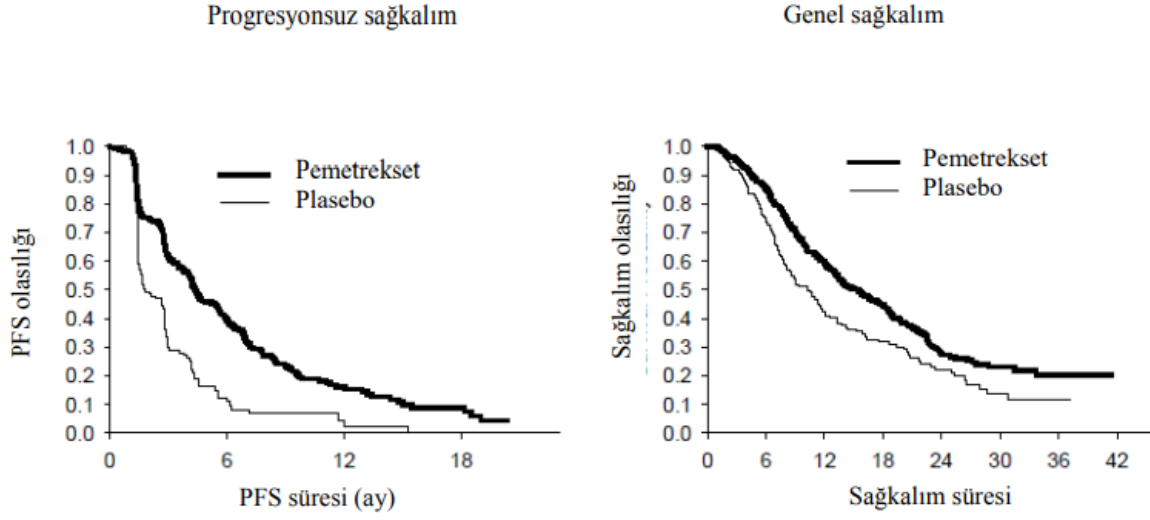 Progresyonsuz sağkalım
PFS olasılığı
1.0
0.9
0.8
0.7
0.6
0.5
0.4
0.3
0.2
0.1
0.0
Pemetrekset
Plasebo
0 6 12 18
PFS süresi (ay)
Genel sağkalım
Sağkalım olasılığı
1.0
0.9
0.8
0.7
0.6
0.5
0.4
0.3
0.2
0.1
0.0
Pemetrekset
Plasebo
0 6 12 18 24 30 36 42
Sağkalım süresi